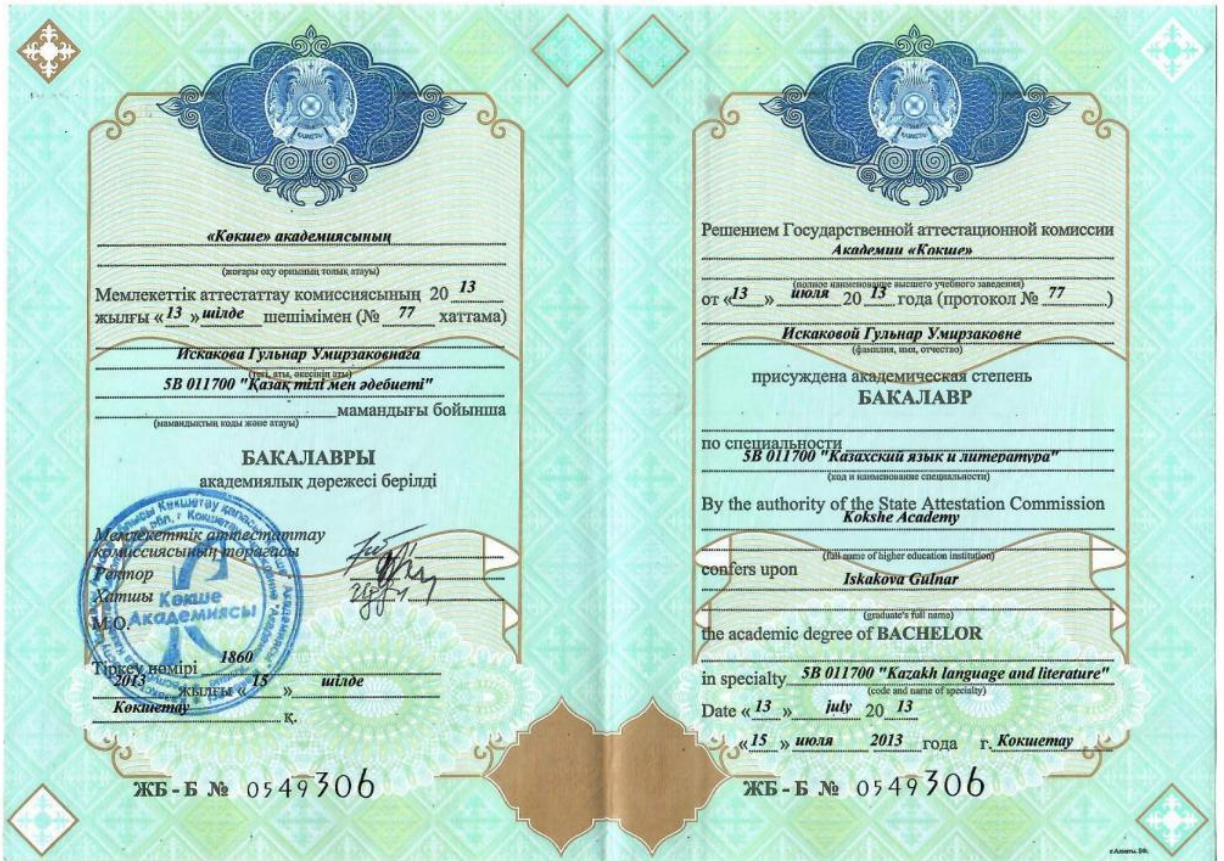 «Көкше» академиясының
(жоғары оқу орнының толық атауы)
Мемлекеттік аттестаттау комиссиясының 20 13
жылғы « 13 » шілде шешімімен (№ 77 хаттама)
Искакова Гульнар Умирзаковнаға
(тегі, аты, әкесінің аты)
5В 011700 "Қазақ тілі мен әдебиеті"
мамандығы бойынша
(мамандықтың коды және атауы)
БАКАЛАВРЫ
академиялық дәрежесі берілді
Мемлекеттік аттестаттау
комиссиясының төрағасы
Ректор
Хатшы
М.О.
Көкше
Академиясы
Тіркеу нөмірі 1860
2013 жылғы « 15 » шілде
Көкшетау қ.
ЖБ - Б № 0549306
Решением Государственной аттестационной комиссии
Академии «Кокше»
(полное наименование высшего учебного заведения)
от « 13 » июля 20 13 года (протокол № 77 )
Искаковой Гульнар Умирзаковне
(фамилия, имя, отчество)
присуждена академическая степень
БАКАЛАВР
по специальности
5В 011700 "Казахский язык и литература"
(код и наименование специальности)
By the authority of the State Attestation Commission
Kokshe Academy
(full name of higher education institution)
confers upon
Iskakova Gulnar
(graduate's full name)
the academic degree of BACHELOR
in specialty 5B 011700 "Kazakh language and literature"
(code and name of specialty)
Date « 13 » july 20 13
« 15 » июля 2013 года г. Кокшетау
ЖБ - Б № 0549306